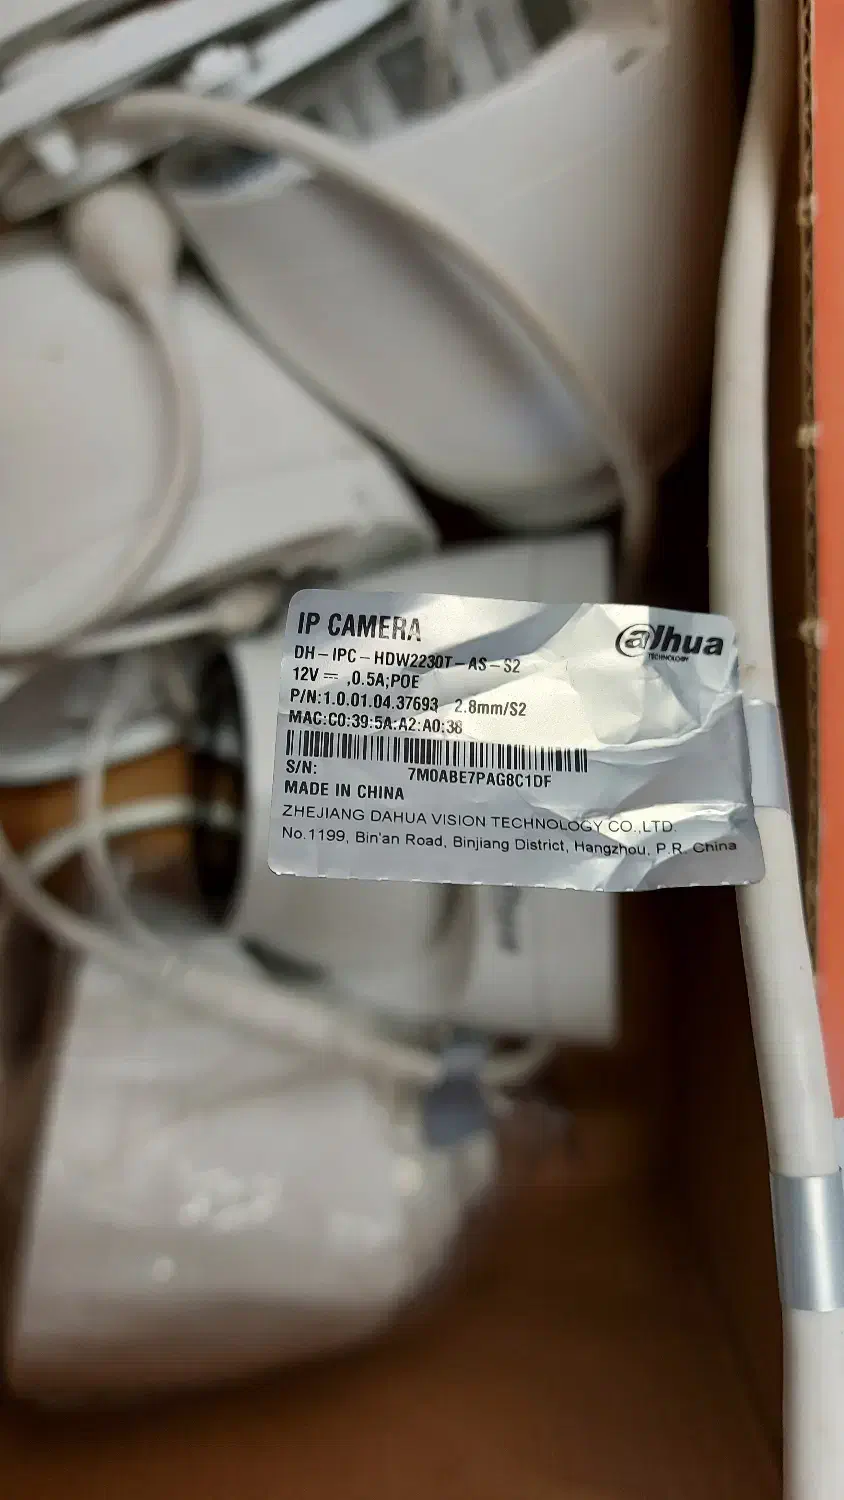 IP CAMERA
alhua
TECHNOLOGY
DH-IPC-HDW2230T-AS-S2
12V ⎓ ,0.5A;POE
P/N:1.0.01.04.37693 2.8mm/S2
MAC:C0:39:5A:A2:A0:38
S/N: 7M0ABE7PAG8C1DF
MADE IN CHINA
ZHEJIANG DAHUA VISION TECHNOLOGY CO.,LTD.
No.1199, Bin'an Road, Binjiang District, Hangzhou, P.R. China